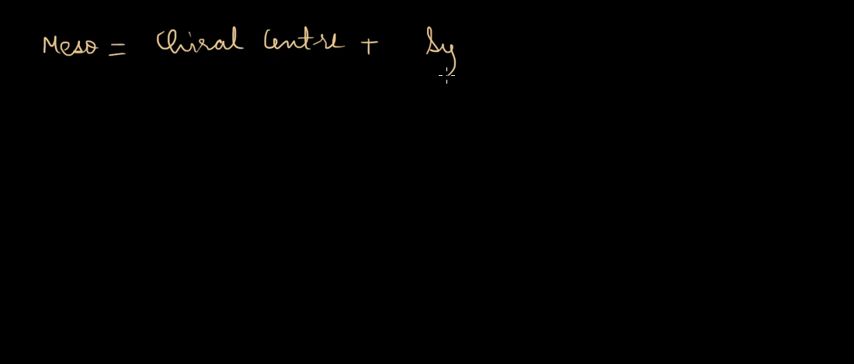 Meso = Chiral Centre + Sy